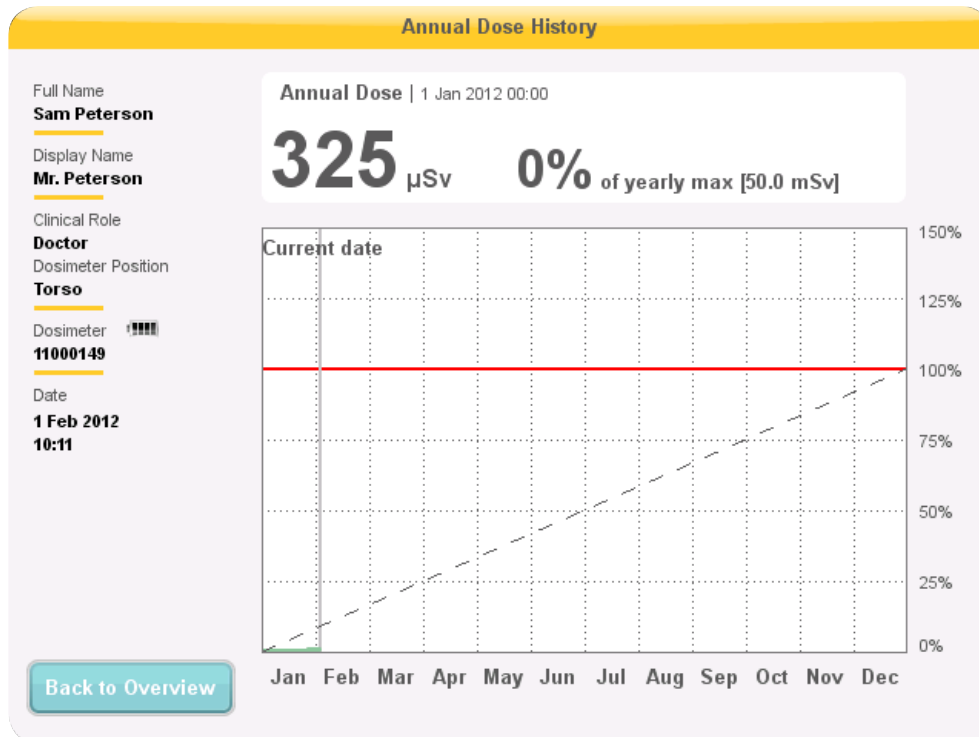 Annual Dose History
Full Name
Sam Peterson
Display Name
Mr. Peterson
Clinical Role
Doctor
Dosimeter Position
Torso
Dosimeter
11000149
Date
1 Feb 2012
10:11
Back to Overview
Annual Dose | 1 Jan 2012 00:00
325 µSv 0% of yearly max [50.0 mSv]
Current date
150%
125%
100%
75%
50%
25%
0%
Jan Feb Mar Apr May Jun Jul Aug Sep Oct Nov Dec